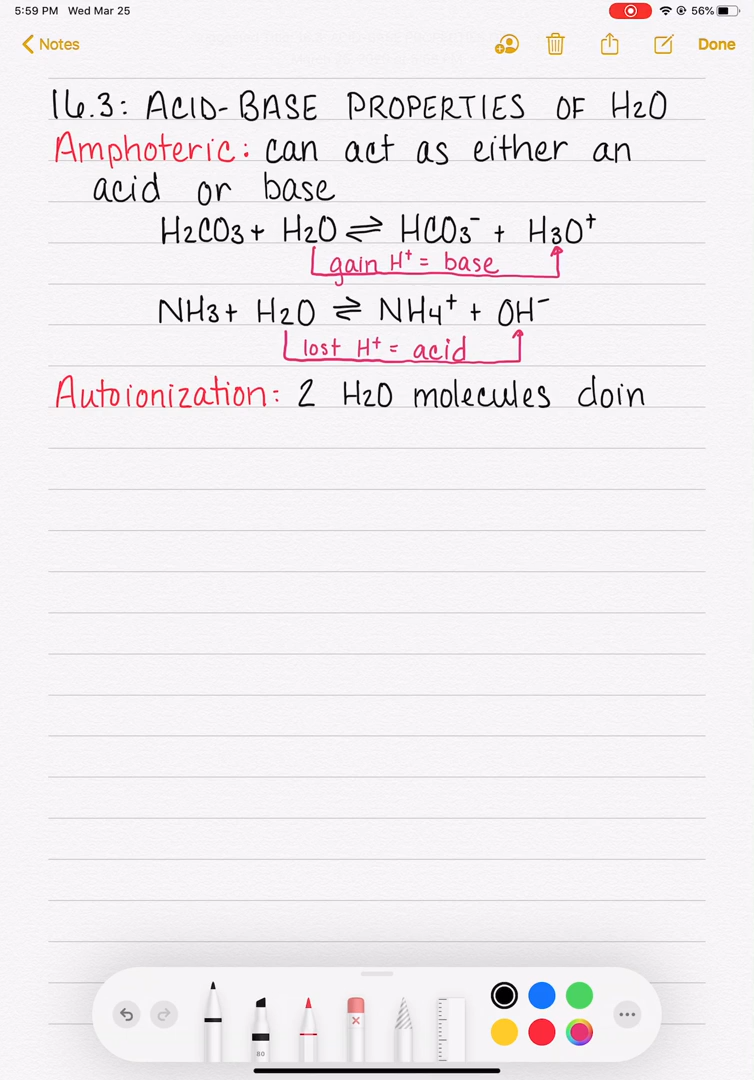 5:59 PM Wed Mar 25 56%
Notes Done
16.3: ACID-BASE PROPERTIES OF H2O
Amphoteric: can act as either an
acid or base
H2CO3 + H2O ⇌ HCO3⁻ + H3O⁺
gain H⁺ = base
NH3 + H2O ⇌ NH4⁺ + OH⁻
lost H⁺ = acid
Autoionization: 2 H2O molecules doin
80